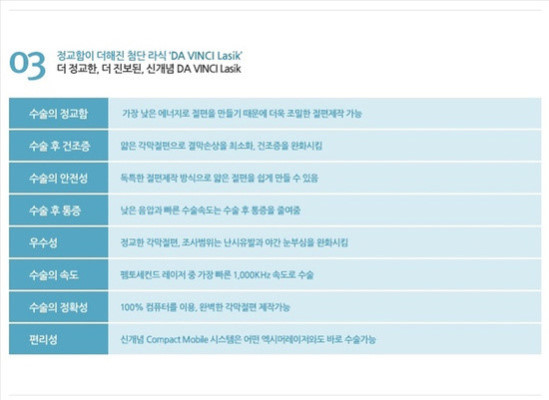 03
정교함이 더해진 첨단 라식 ‘DA VINCI Lasik’
더 정교한, 더 진보된, 신개념 DA VINCI Lasik
수술의 정교함 가장 낮은 에너지로 절편을 만들기 때문에 더욱 조밀한 절편제작 가능
수술 후 건조증 얇은 각막절편으로 결막손상을 최소화, 건조증을 완화시킴
수술의 안전성 독특한 절편제작 방식으로 얇은 절편을 쉽게 만들 수 있음
수술 후 통증 낮은 음압과 빠른 수술속도는 수술 후 통증을 줄여줌
우수성 정교한 각막절편, 조사범위는 난시유발과 야간 눈부심을 완화시킴
수술의 속도 펨토세컨드 레이저 중 가장 빠른 1,000KHz 속도로 수술
수술의 정확성 100% 컴퓨터를 이용, 완벽한 각막절편 제작가능
편리성 신개념 Compact Mobile 시스템은 어떤 엑시머레이저와도 바로 수술가능